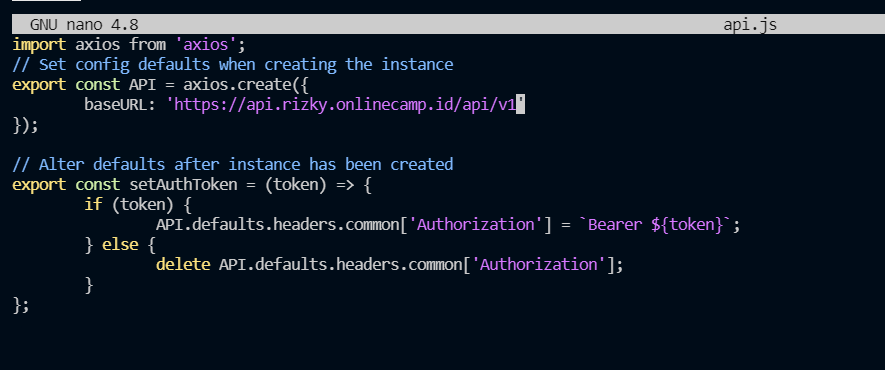 GNU nano 4.8 api.js
import axios from 'axios';
// Set config defaults when creating the instance
export const API = axios.create({
        baseURL: 'https://api.rizky.onlinecamp.id/api/v1'
});

// Alter defaults after instance has been created
export const setAuthToken = (token) => {
        if (token) {
                API.defaults.headers.common['Authorization'] = `Bearer ${token}`;
        } else {
                delete API.defaults.headers.common['Authorization'];
        }
};